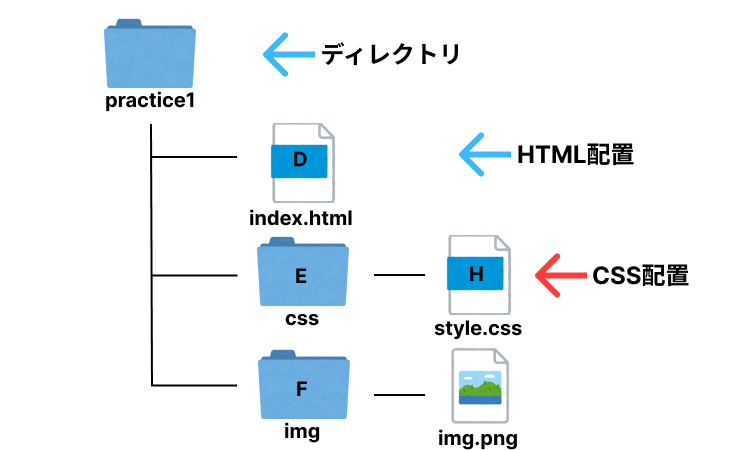 ディレクトリ
practice1
D
HTML配置
index.html
E
H
CSS配置
css
style.css
F
img
img.png